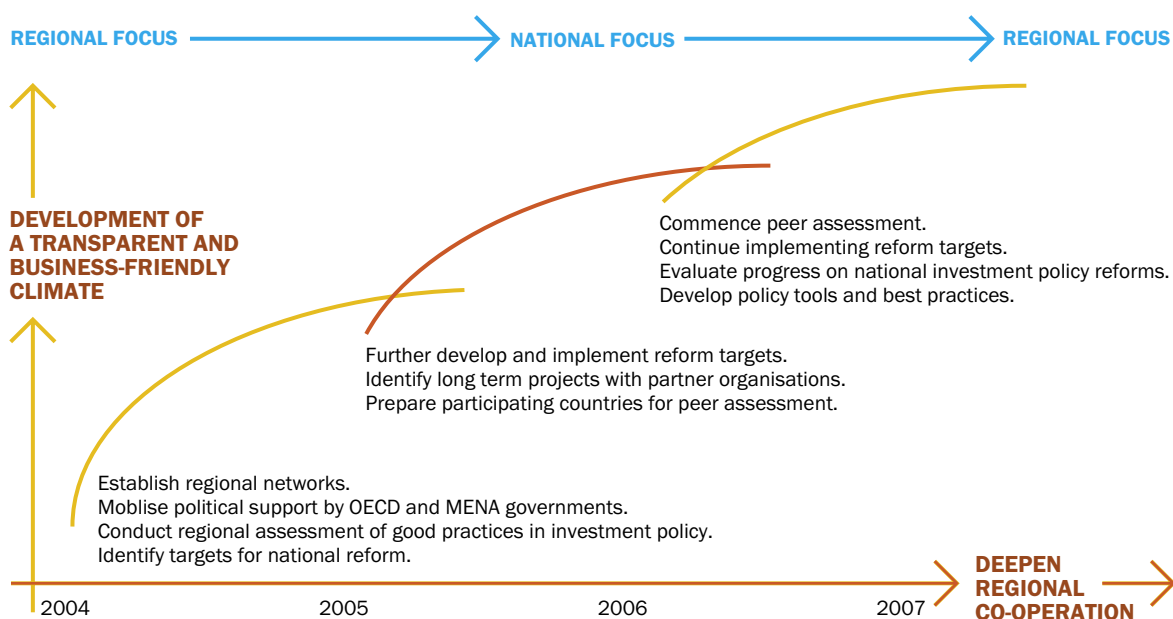 REGIONAL FOCUS
NATIONAL FOCUS
REGIONAL FOCUS
DEVELOPMENT OF
A TRANSPARENT AND
BUSINESS-FRIENDLY
CLIMATE
Commence peer assessment.
Continue implementing reform targets.
Evaluate progress on national investment policy reforms.
Develop policy tools and best practices.
Further develop and implement reform targets.
Identify long term projects with partner organisations.
Prepare participating countries for peer assessment.
Establish regional networks.
Moblise political support by OECD and MENA governments.
Conduct regional assessment of good practices in investment policy.
Identify targets for national reform.
2004
2005
2006
2007
DEEPEN
REGIONAL
CO-OPERATION